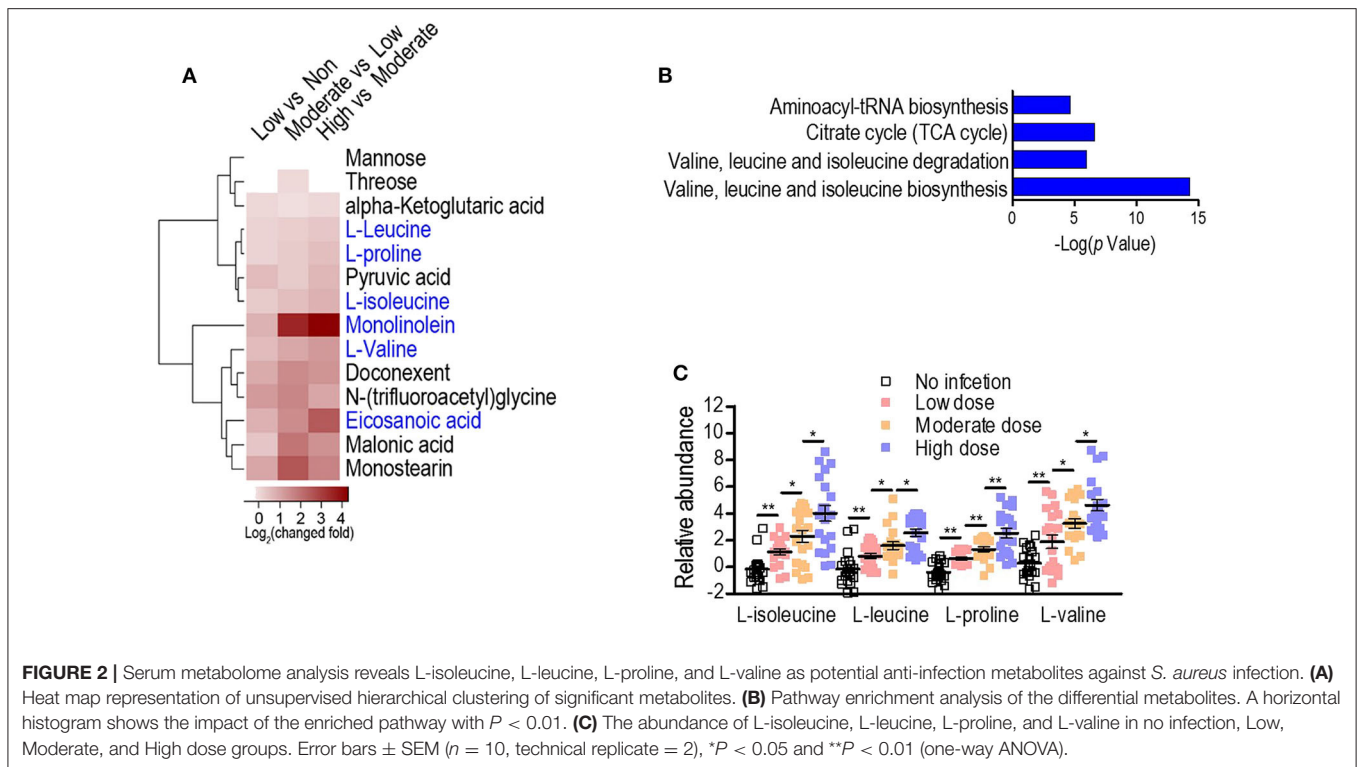 A
Low vs Non
Moderate vs Low
High vs Moderate
Mannose
Threose
alpha-Ketoglutaric acid
L-Leucine
L-proline
Pyruvic acid
L-isoleucine
Monolinolein
L-Valine
Doconexent
N-(trifluoroacetyl)glycine
Eicosanoic acid
Malonic acid
Monostearin
0 1 2 3 4
Log2(changed fold)
B
Aminoacyl-tRNA biosynthesis
Citrate cycle (TCA cycle)
Valine, leucine and isoleucine degradation
Valine, leucine and isoleucine biosynthesis
0 5 10 15
-Log(p Value)
C
No infcetion
Low dose
Moderate dose
High dose
Relative abundance
12
10
8
6
4
2
0
-2
** * *
** * *
** ** **
** * *
L-isoleucine L-leucine L-proline L-valine
FIGURE 2 | Serum metabolome analysis reveals L-isoleucine, L-leucine, L-proline, and L-valine as potential anti-infection metabolites against S. aureus infection. (A)
Heat map representation of unsupervised hierarchical clustering of significant metabolites. (B) Pathway enrichment analysis of the differential metabolites. A horizontal
histogram shows the impact of the enriched pathway with P < 0.01. (C) The abundance of L-isoleucine, L-leucine, L-proline, and L-valine in no infection, Low,
Moderate, and High dose groups. Error bars ± SEM (n = 10, technical replicate = 2), *P < 0.05 and **P < 0.01 (one-way ANOVA).